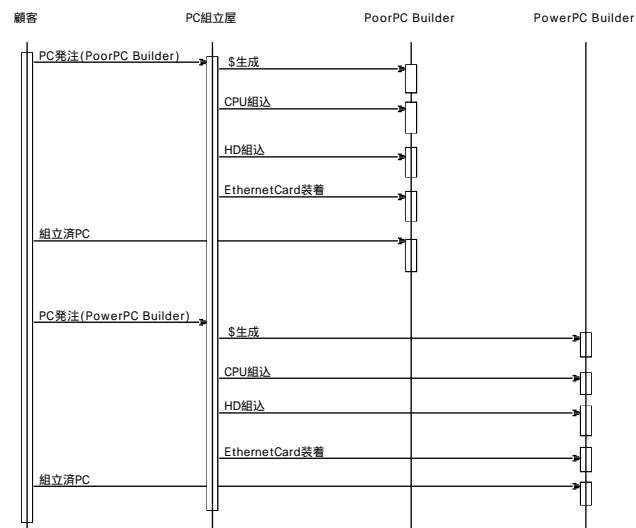 顧客
PC組立屋
PoorPC Builder
PowerPC Builder
PC発注(PoorPC Builder)
$生成
CPU組込
HD組込
EthernetCard装着
組立済PC
PC発注(PowerPC Builder)
$生成
CPU組込
HD組込
EthernetCard装着
組立済PC